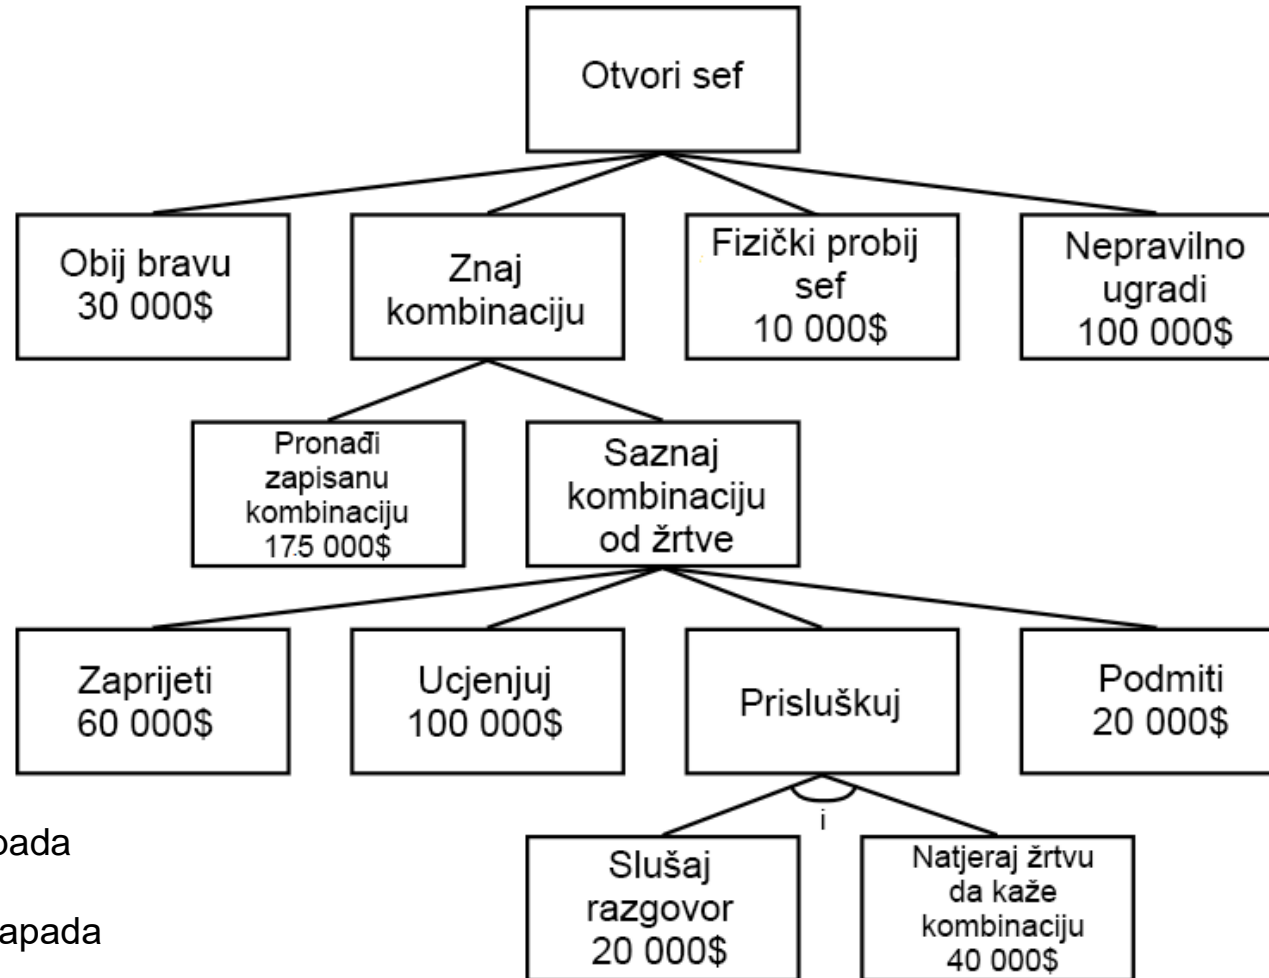 Otvori sef
Obij bravu
30 000$
Znaj
kombinaciju
Fizički probij
sef
10 000$
Nepravilno
ugradi
100 000$
Pronađi
zapisanu
kombinaciju
17.5 000$
Saznaj
kombinaciju
od žrtve
Zaprijeti
60 000$
Ucjenjuj
100 000$
Prisluškuj
Podmiti
20 000$
i
pada
apada
Slušaj
razgovor
20 000$
Natjeraj žrtvu
da kaže
kombinaciju
40 000$